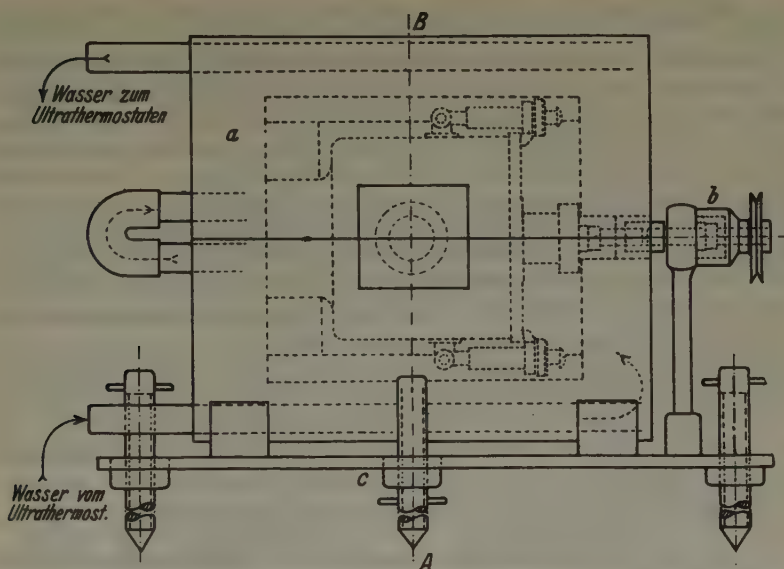 B
Wasser zum
Ultrathermostaten
a
b
Wasser vom
Ultrathermost.
c
A